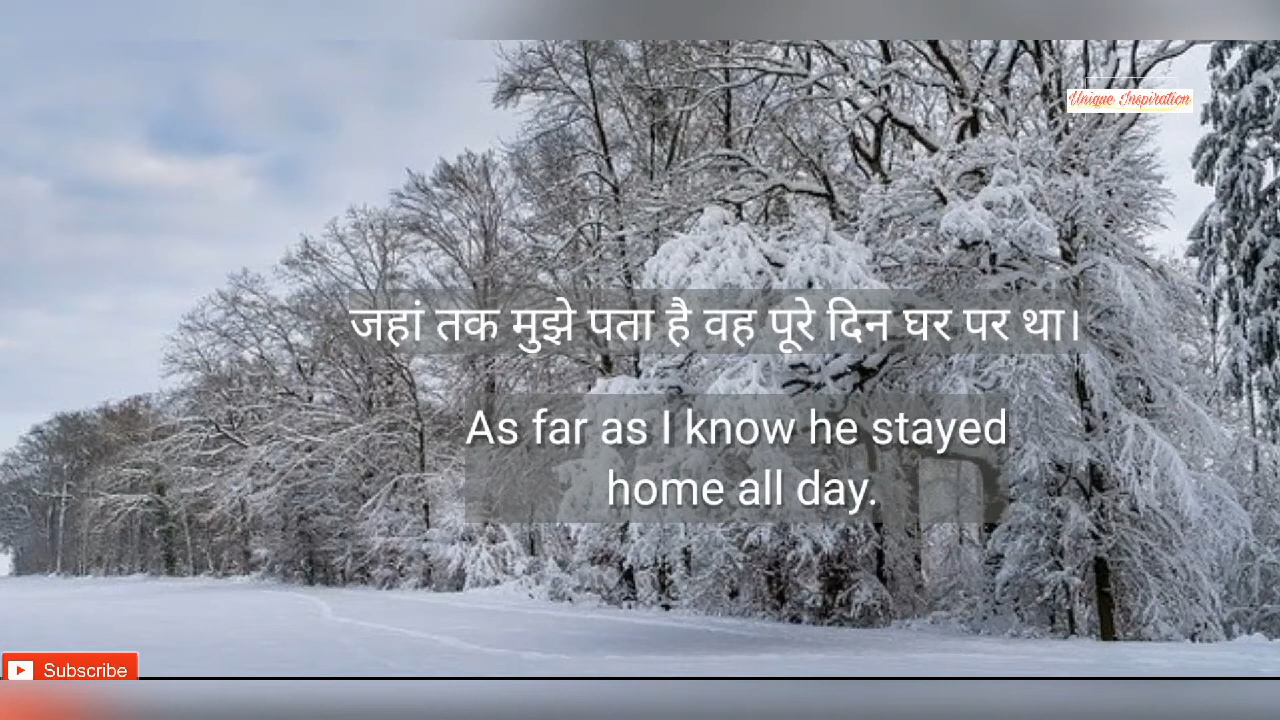 Unique Inspiration
जहां तक मुझे पता है वह पूरे दिन घर पर था।
As far as I know he stayed
home all day.
Subscribe